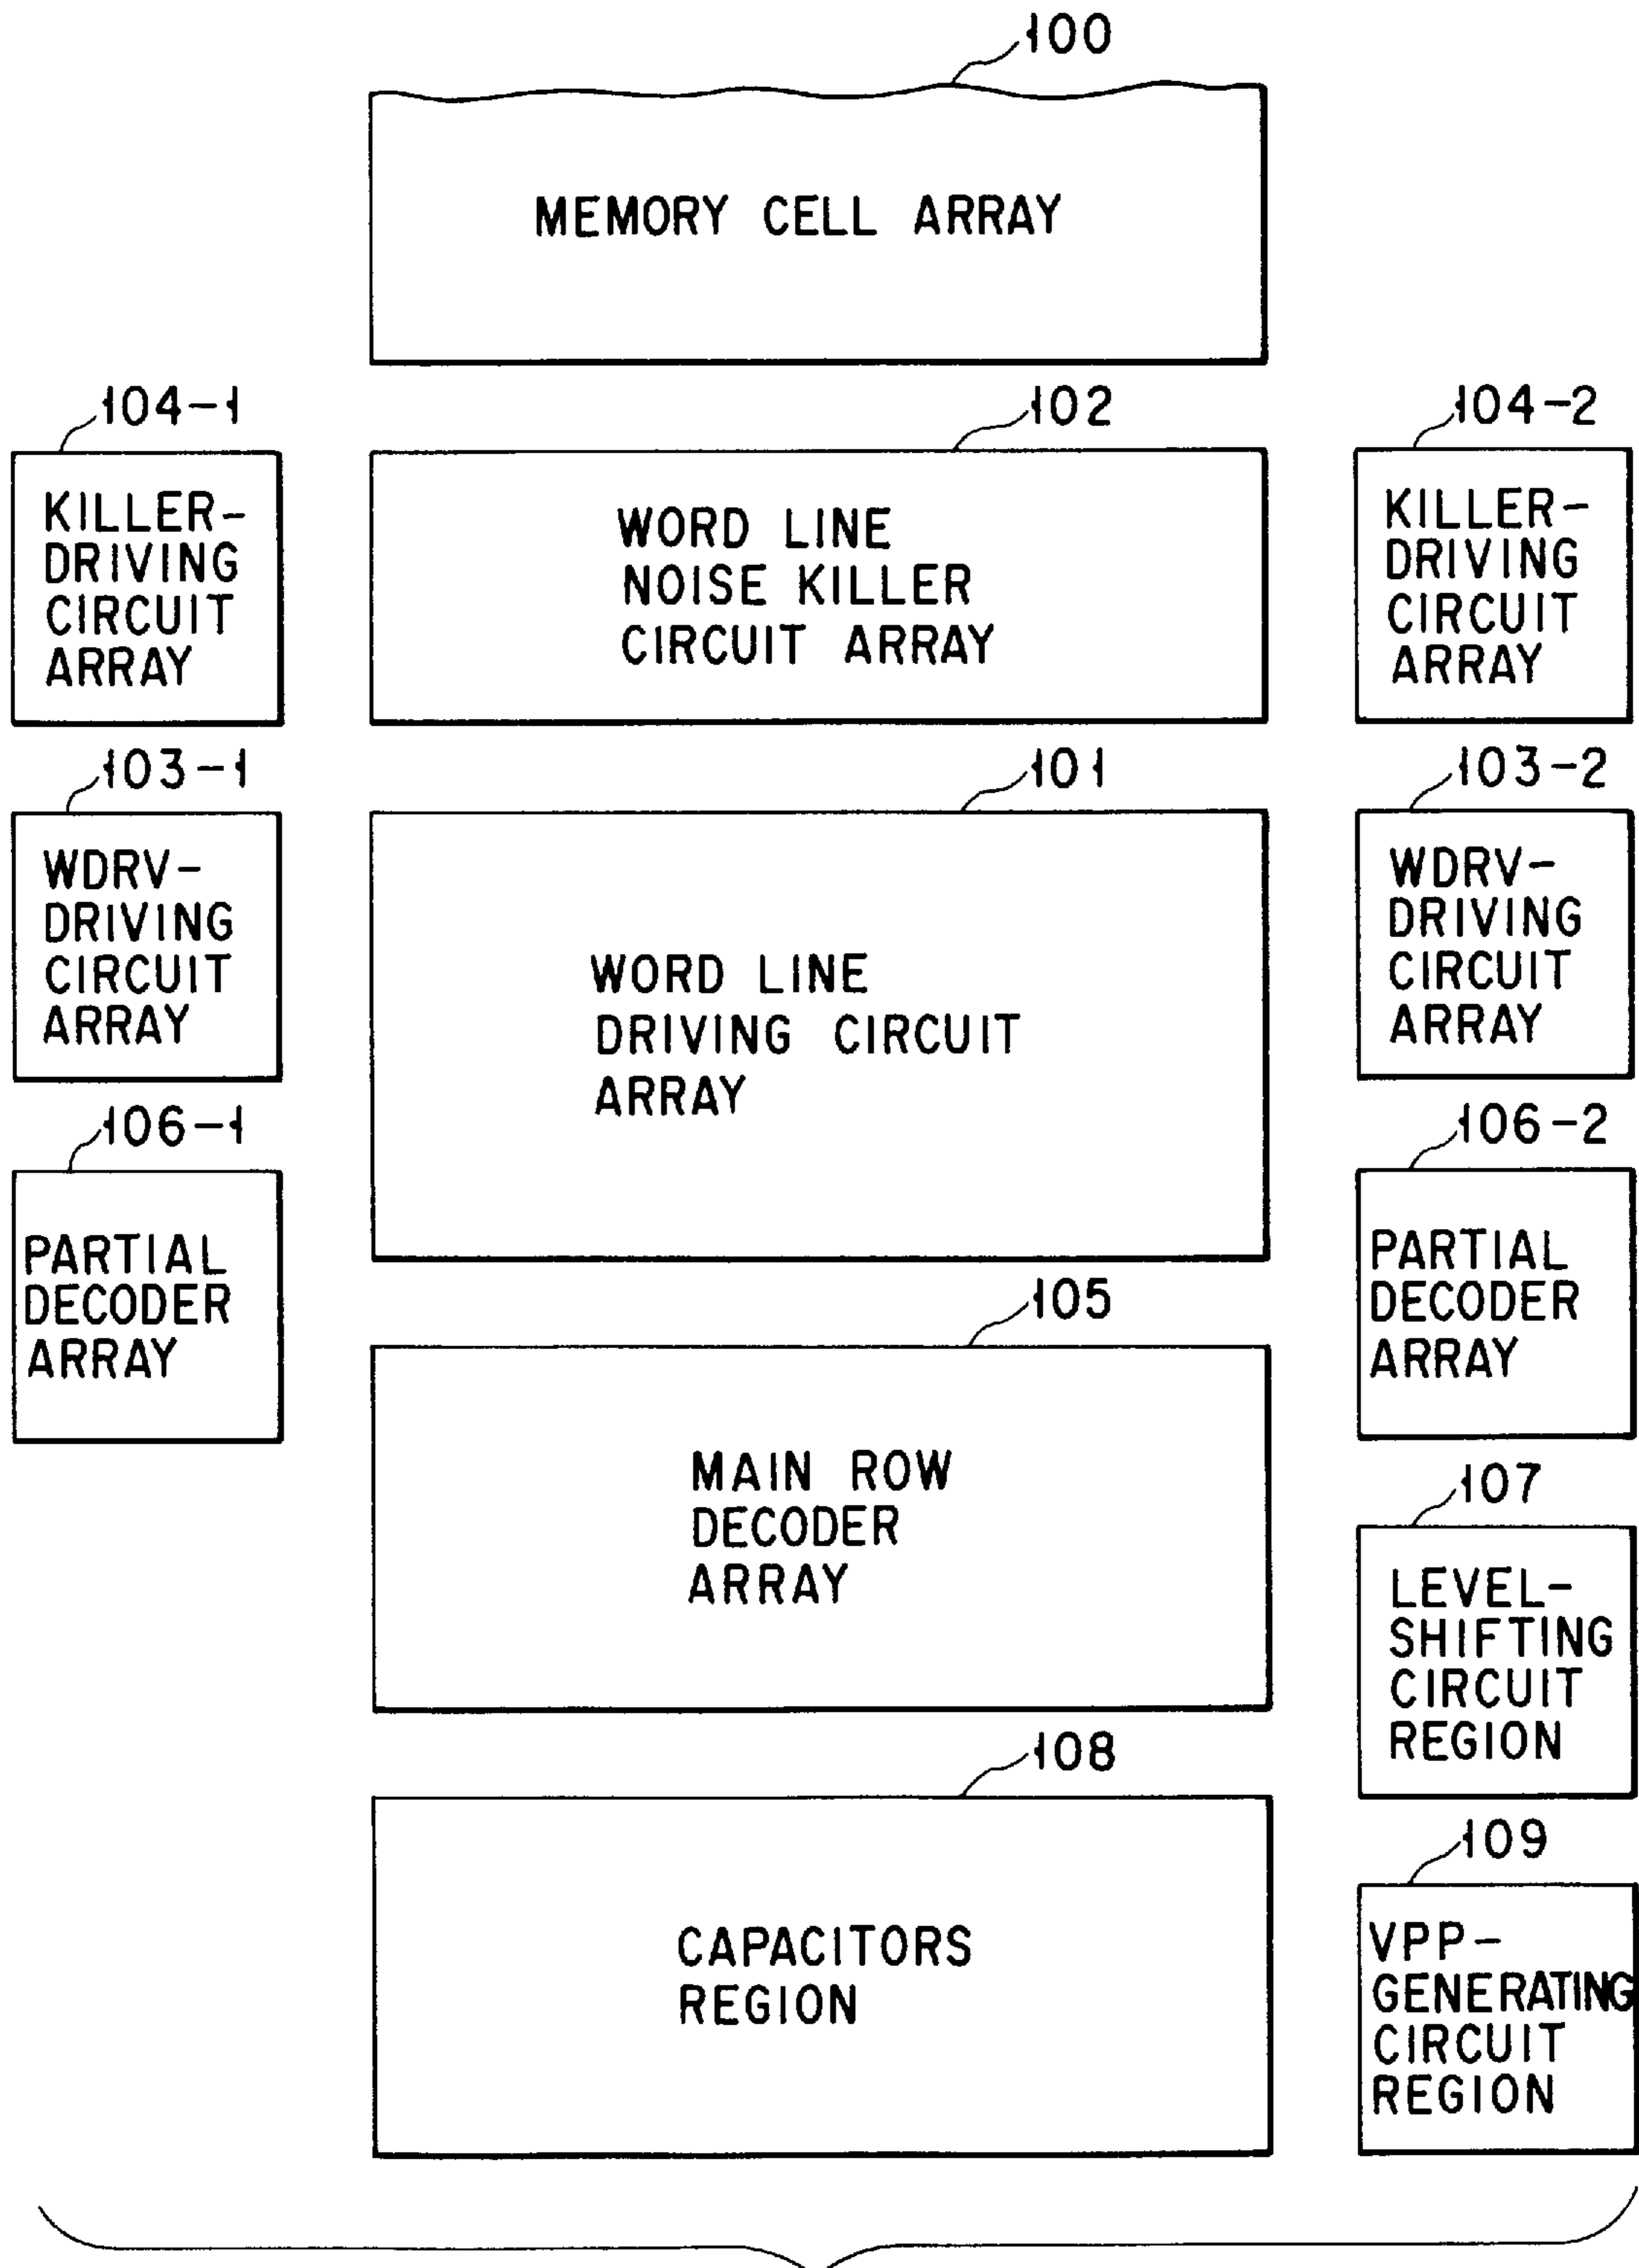 100
MEMORY CELL ARRAY
104-1
KILLER-
DRIVING
CIRCUIT
ARRAY
102
WORD LINE
NOISE KILLER
CIRCUIT ARRAY
104-2
KILLER-
DRIVING
CIRCUIT
ARRAY
103-1
WDRV-
DRIVING
CIRCUIT
ARRAY
101
WORD LINE
DRIVING CIRCUIT
ARRAY
103-2
WDRV-
DRIVING
CIRCUIT
ARRAY
106-1
PARTIAL
DECODER
ARRAY
106-2
PARTIAL
DECODER
ARRAY
105
MAIN ROW
DECODER
ARRAY
107
LEVEL-
SHIFTING
CIRCUIT
REGION
108
CAPACITORS
REGION
109
VPP-
GENERATING
CIRCUIT
REGION